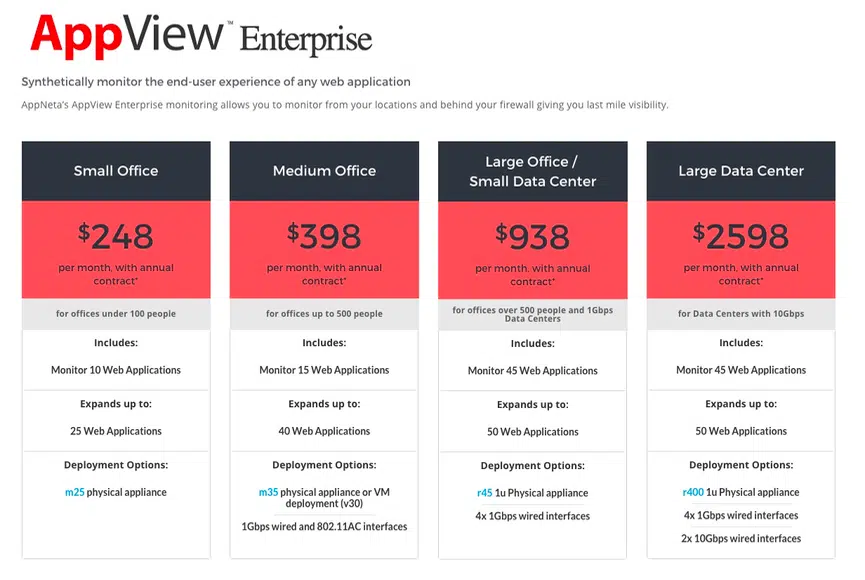 AppView™ Enterprise
Synthetically monitor the end-user experience of any web application
AppNeta's AppView Enterprise monitoring allows you to monitor from your locations and behind your firewall giving you last mile visibility.
Small Office
$248
per month, with annual
contract*
for offices under 100 people
Includes:
Monitor 10 Web Applications
Expands up to:
25 Web Applications
Deployment Options:
m25 physical appliance
Medium Office
$398
per month, with annual
contract*
for offices up to 500 people
Includes:
Monitor 15 Web Applications
Expands up to:
40 Web Applications
Deployment Options:
m35 physical appliance or VM
deployment (v30)
1Gbps wired and 802.11AC interfaces
Large Office /
Small Data Center
$938
per month, with annual
contract*
for offices over 500 people and 1Gbps
Data Centers
Includes:
Monitor 45 Web Applications
Expands up to:
50 Web Applications
Deployment Options:
r45 1u Physical appliance
4x 1Gbps wired interfaces
Large Data Center
$2598
per month, with annual
contract*
for Data Centers with 10Gbps
Includes:
Monitor 45 Web Applications
Expands up to:
50 Web Applications
Deployment Options:
r400 1u Physical appliance
4x 1Gbps wired interfaces
2x 10Gbps wired interfaces